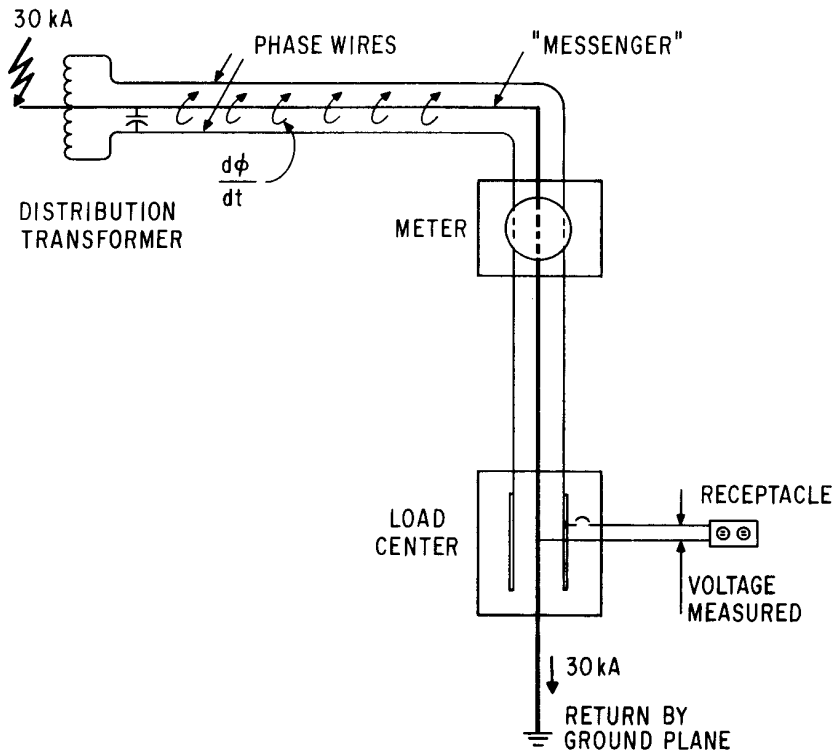 30 kA
PHASE WIRES
"MESSENGER"
dϕ
dt
DISTRIBUTION
TRANSFORMER
METER
LOAD
CENTER
RECEPTACLE
VOLTAGE
MEASURED
30 kA
RETURN BY
GROUND PLANE